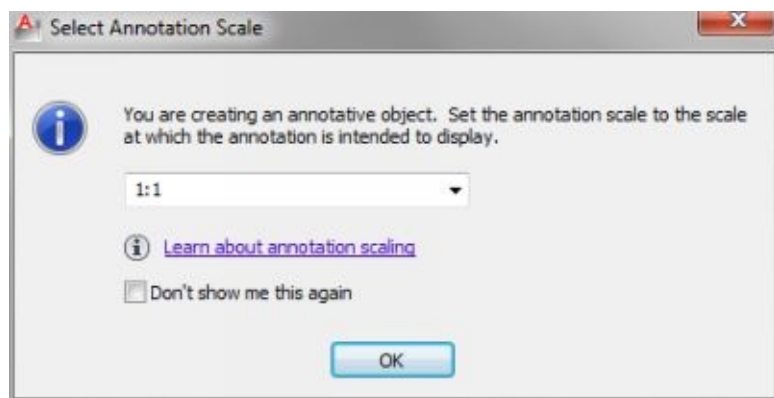 Select Annotation Scale
You are creating an annotative object. Set the annotation scale to the scale
at which the annotation is intended to display.
1:1
Learn about annotation scaling
Don't show me this again
OK